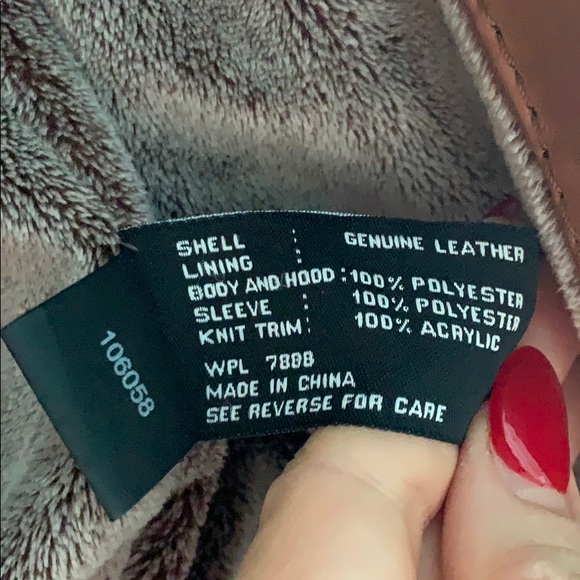 SHELL : GENUINE LEATHER
LINING :
BODY AND HOOD : 100% POLYESTER
SLEEVE : 100% POLYESTER
KNIT TRIM : 100% ACRYLIC
WPL 7898
MADE IN CHINA
SEE REVERSE FOR CARE
106058